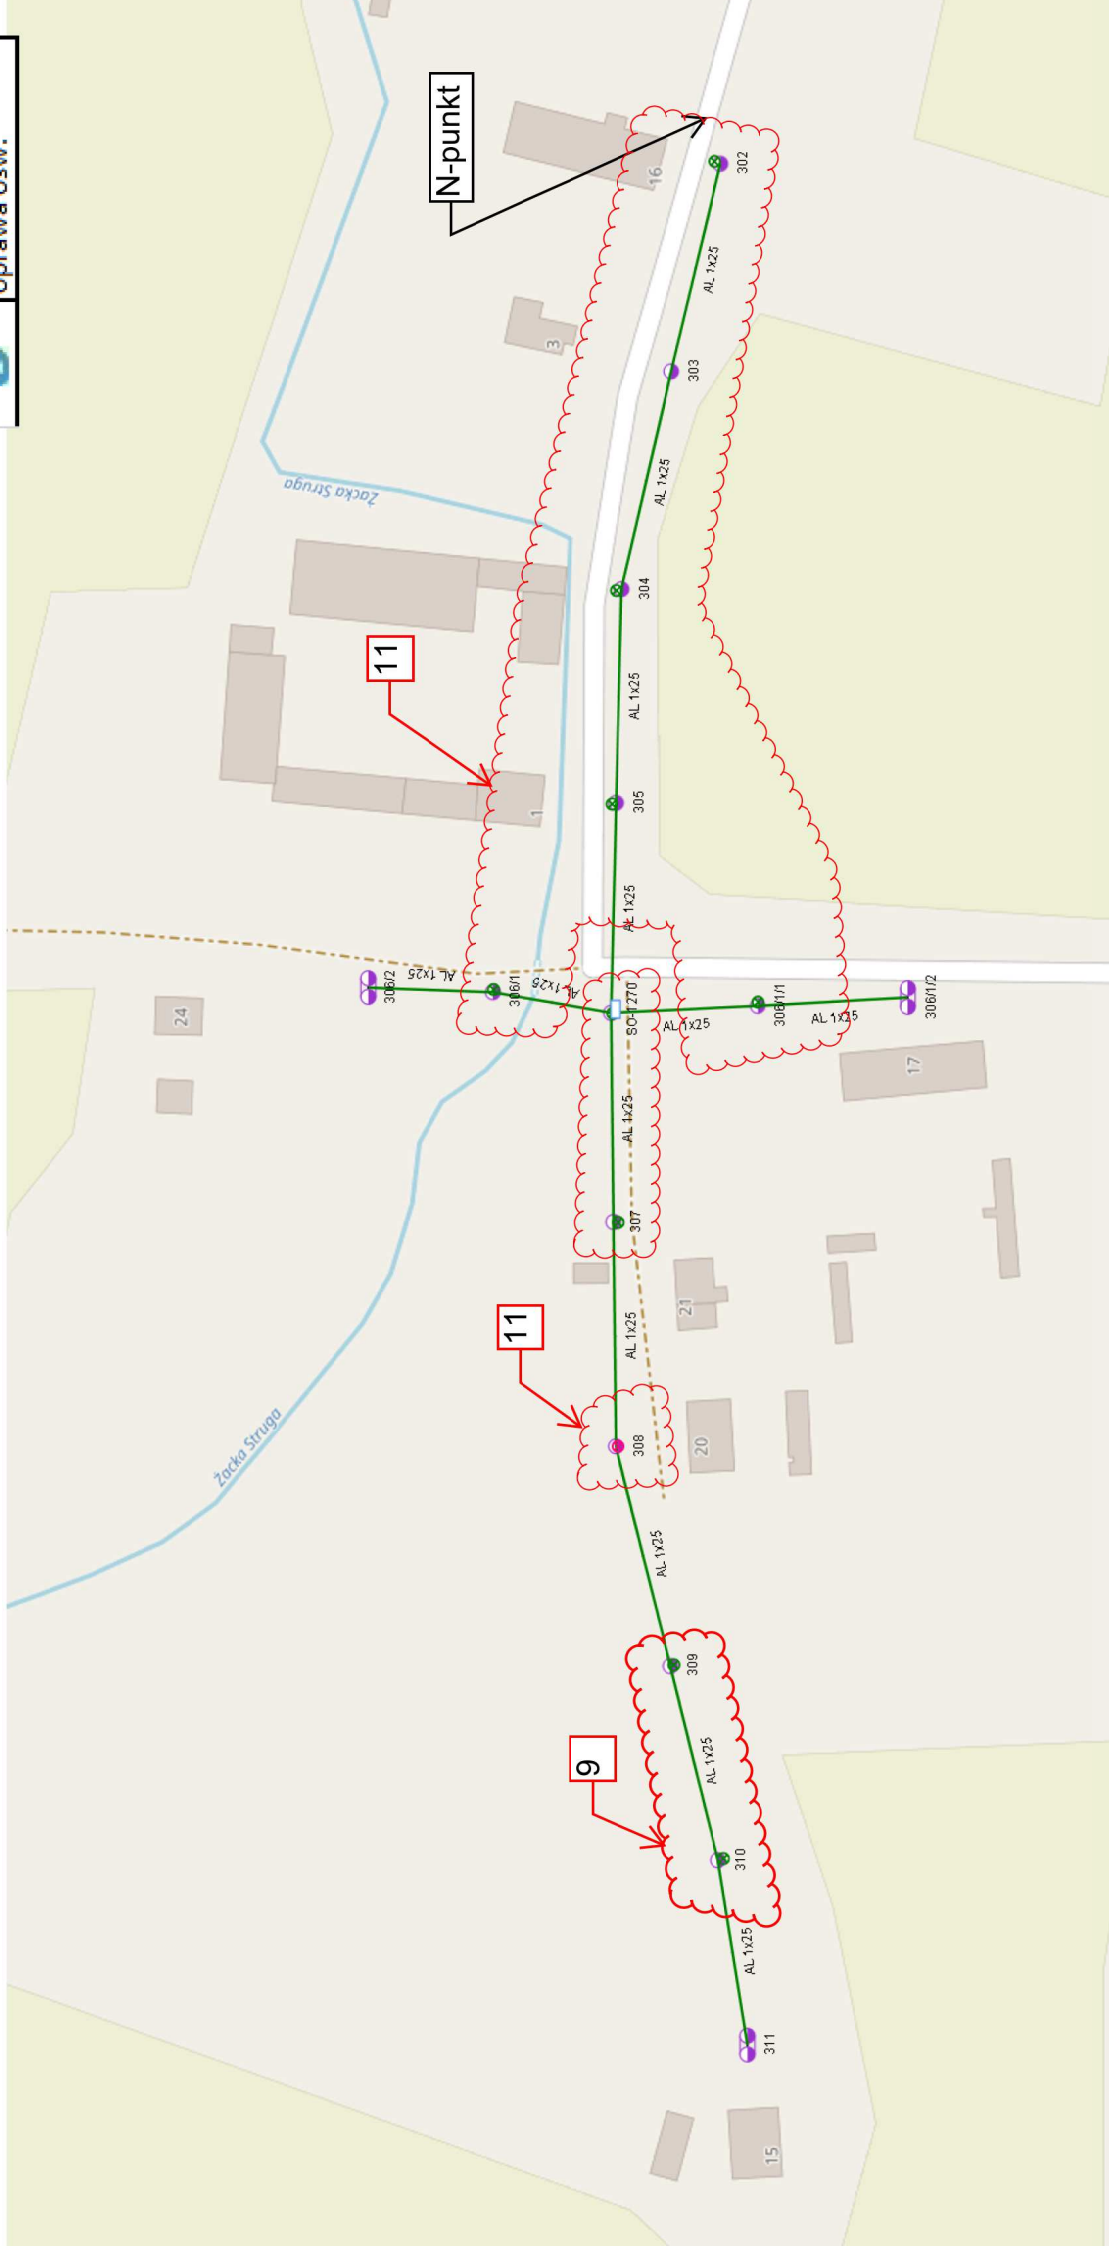 oprawa ośw.
N-punkt
16
302
AL 1x25
3
303
AL 1x25
Żacka Struga
304
11
AL 1x25
1
305
AL 1x25
24
306/2
AL 1x25
306/1
AL 1x25
SO-1270
AL 1x25
306/1/1
AL 1x25
306/1/2
17
AL 1x25
307
21
11
AL 1x25
Żacka Struga
308
20
AL 1x25
309
9
AL 1x25
310
AL 1x25
311
15